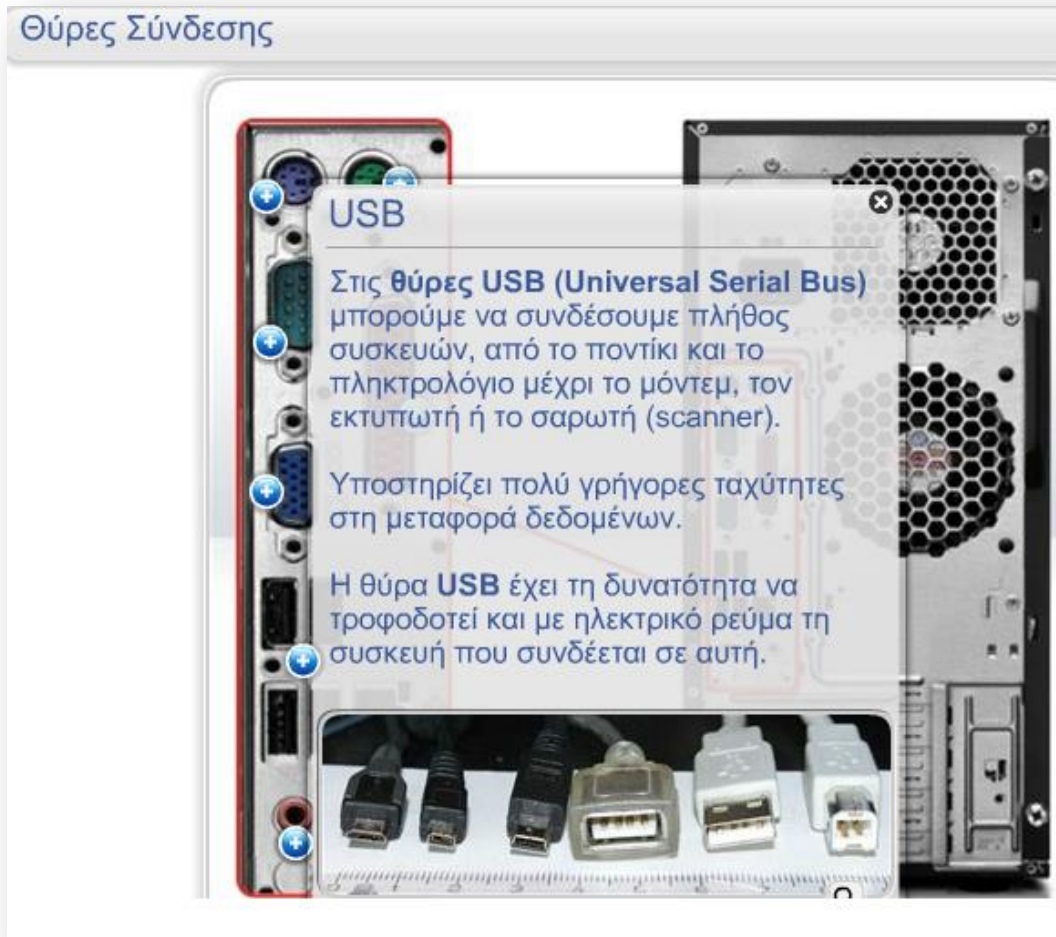 Θύρες Σύνδεσης
USB
Στις θύρες USB (Universal Serial Bus)
μπορούμε να συνδέσουμε πλήθος
συσκευών, από το ποντίκι και το
πληκτρολόγιο μέχρι το μόντεμ, τον
εκτυπωτή ή το σαρωτή (scanner).
Υποστηρίζει πολύ γρήγορες ταχύτητες
στη μεταφορά δεδομένων.
Η θύρα USB έχει τη δυνατότητα να
τροφοδοτεί και με ηλεκτρικό ρεύμα τη
συσκευή που συνδέεται σε αυτή.